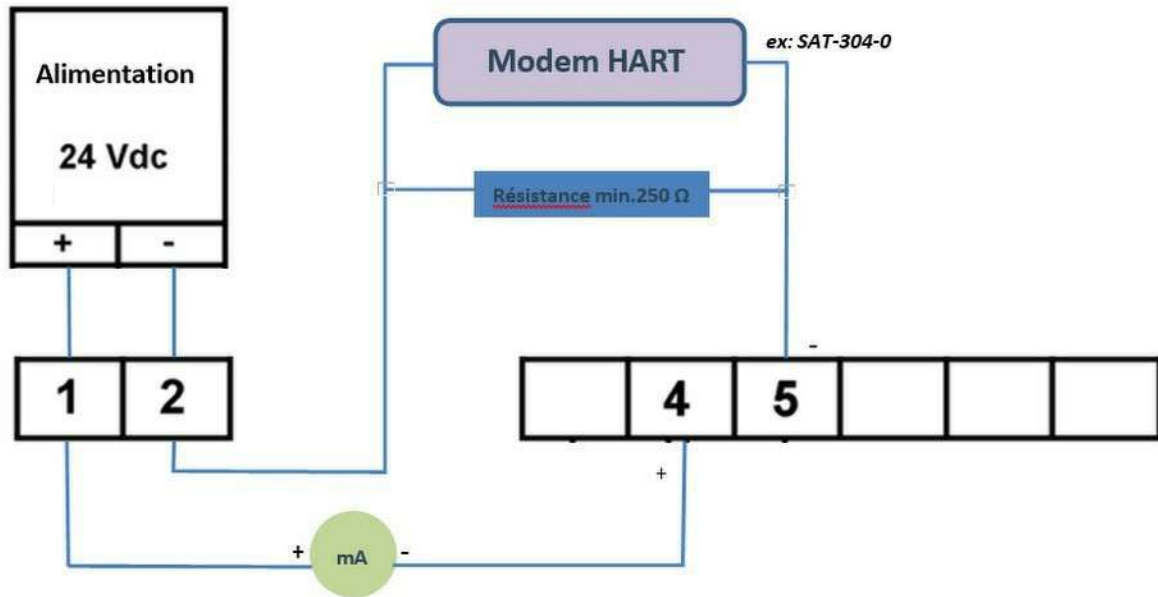 Alimentation
24 Vdc
+ -
Modem HART
ex: SAT-304-0
Résistance min.250 Ω
1 2
-
4 5
+
+ mA -